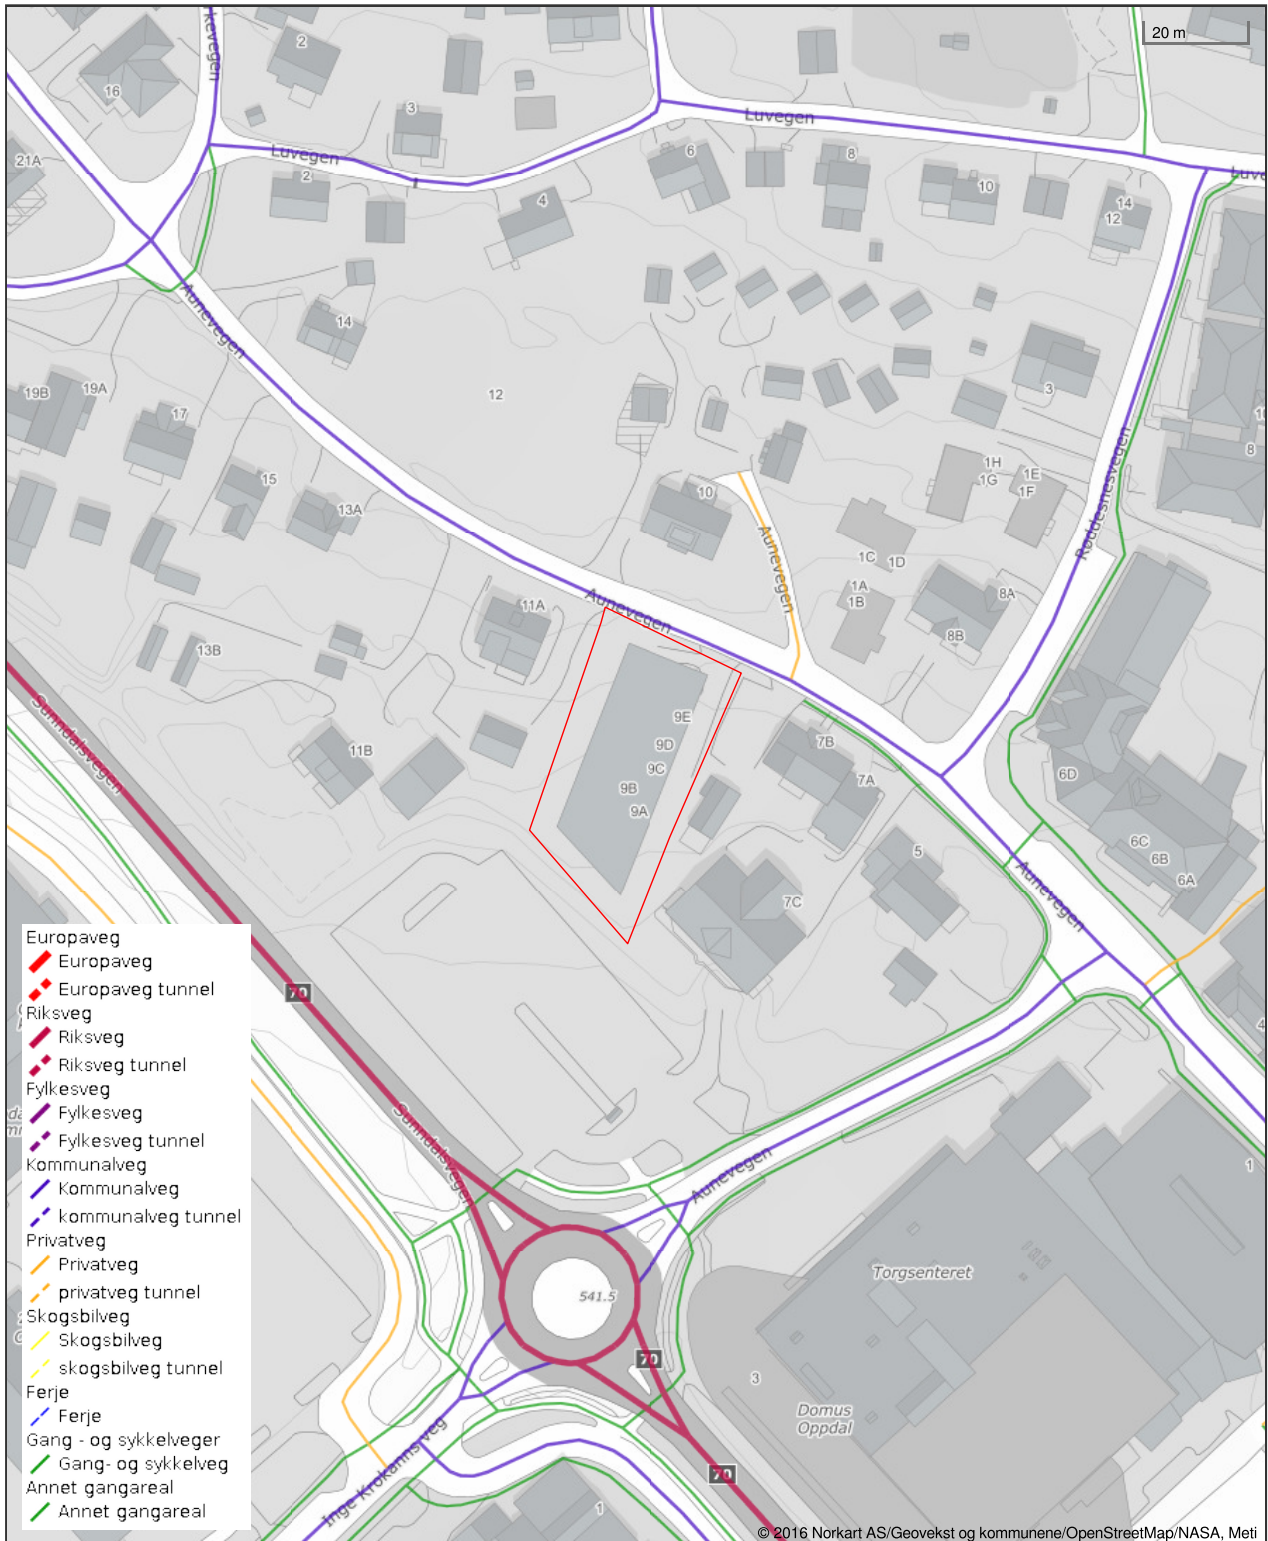 20 m
rkevegen
2
16
3
Luvegen
21A
Luvegen
2
6
8
4
10
14
12
Luve
Aunevegen
14
19B
19A
12
3
17
15
13A
10
1H
1G
1E
1F
8
Røddesnesvegen
Aunevegen
1C
1D
1A
1B
8A
8B
Aunevegen
11A
13B
Sunndalsvegen
11B
9E
9D
9C
9B
9A
7B
7A
6D
6C
6B
6A
5
7C
Aunevegen
70
4
Europaveg
Europaveg
Europaveg tunnel
Riksveg
Riksveg
Riksveg tunnel
Fylkesveg
Fylkesveg
Fylkesveg tunnel
Kommunalveg
Kommunalveg
kommunalveg tunnel
Privatveg
Privatveg
privatveg tunnel
Skogsbilveg
Skogsbilveg
skogsbilveg tunnel
Ferje
Ferje
Gang - og sykkelveger
Gang- og sykkelveg
Annet gangareal
Annet gangareal
Sunndalsvegen
Aunevegen
1
Torgsenteret
541.5
70
3
Domus
Oppdal
Inge Krokanns veg
70
1
© 2016 Norkart AS/Geovekst og kommunene/OpenStreetMap/NASA, Meti